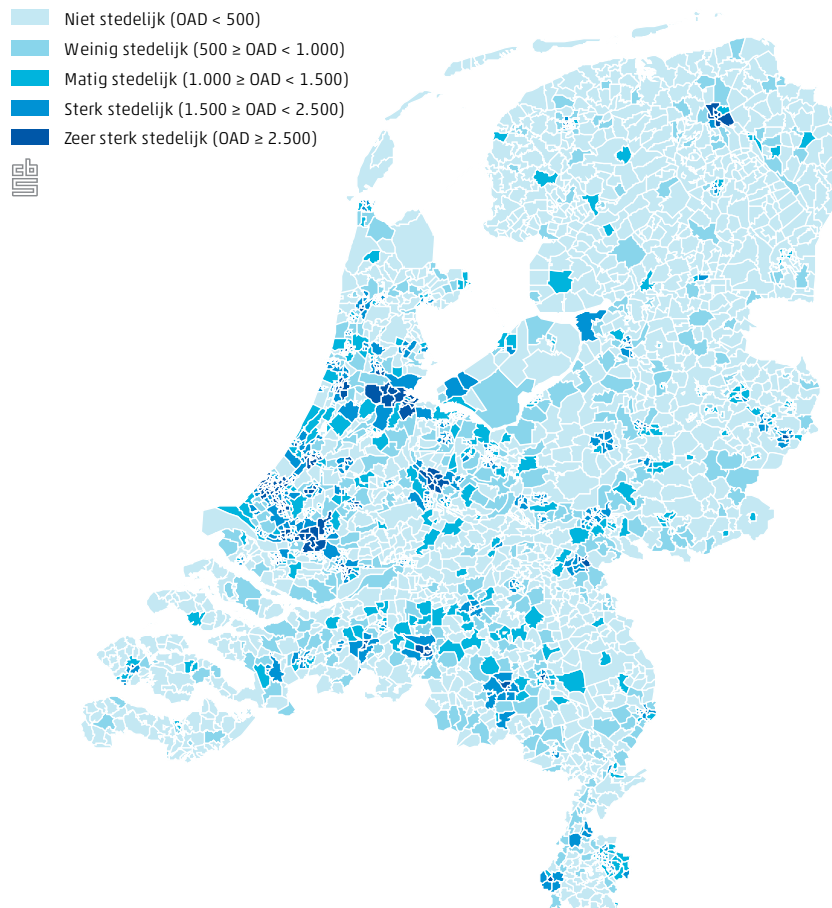 Niet stedelijk (OAD < 500)
Weinig stedelijk (500 ≥ OAD < 1.000)
Matig stedelijk (1.000 ≥ OAD < 1.500)
Sterk stedelijk (1.500 ≥ OAD < 2.500)
Zeer sterk stedelijk (OAD ≥ 2.500)
cbs